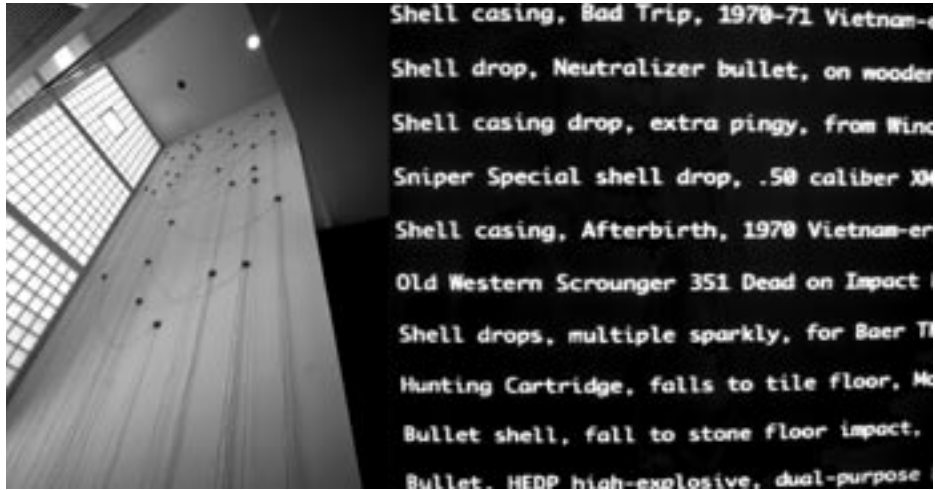 Shell casing, Bad Trip, 1970-71 Vietnam-
Shell drop, Neutralizer bullet, on
Shell casing drop, extra pingy, from
Sniper Special shell drop, .50 caliber
Shell casing, Afterbirth, 1970 Vietnam-er
Old Western Scrounger 351 Dead on Impact
Shell drops, multiple sparkly, for Baer
Hunting Cartridge, falls to tile floor,
Bullet shell, fall to stone floor impact,
Bullet, HEDP high-explosive, dual-purpose